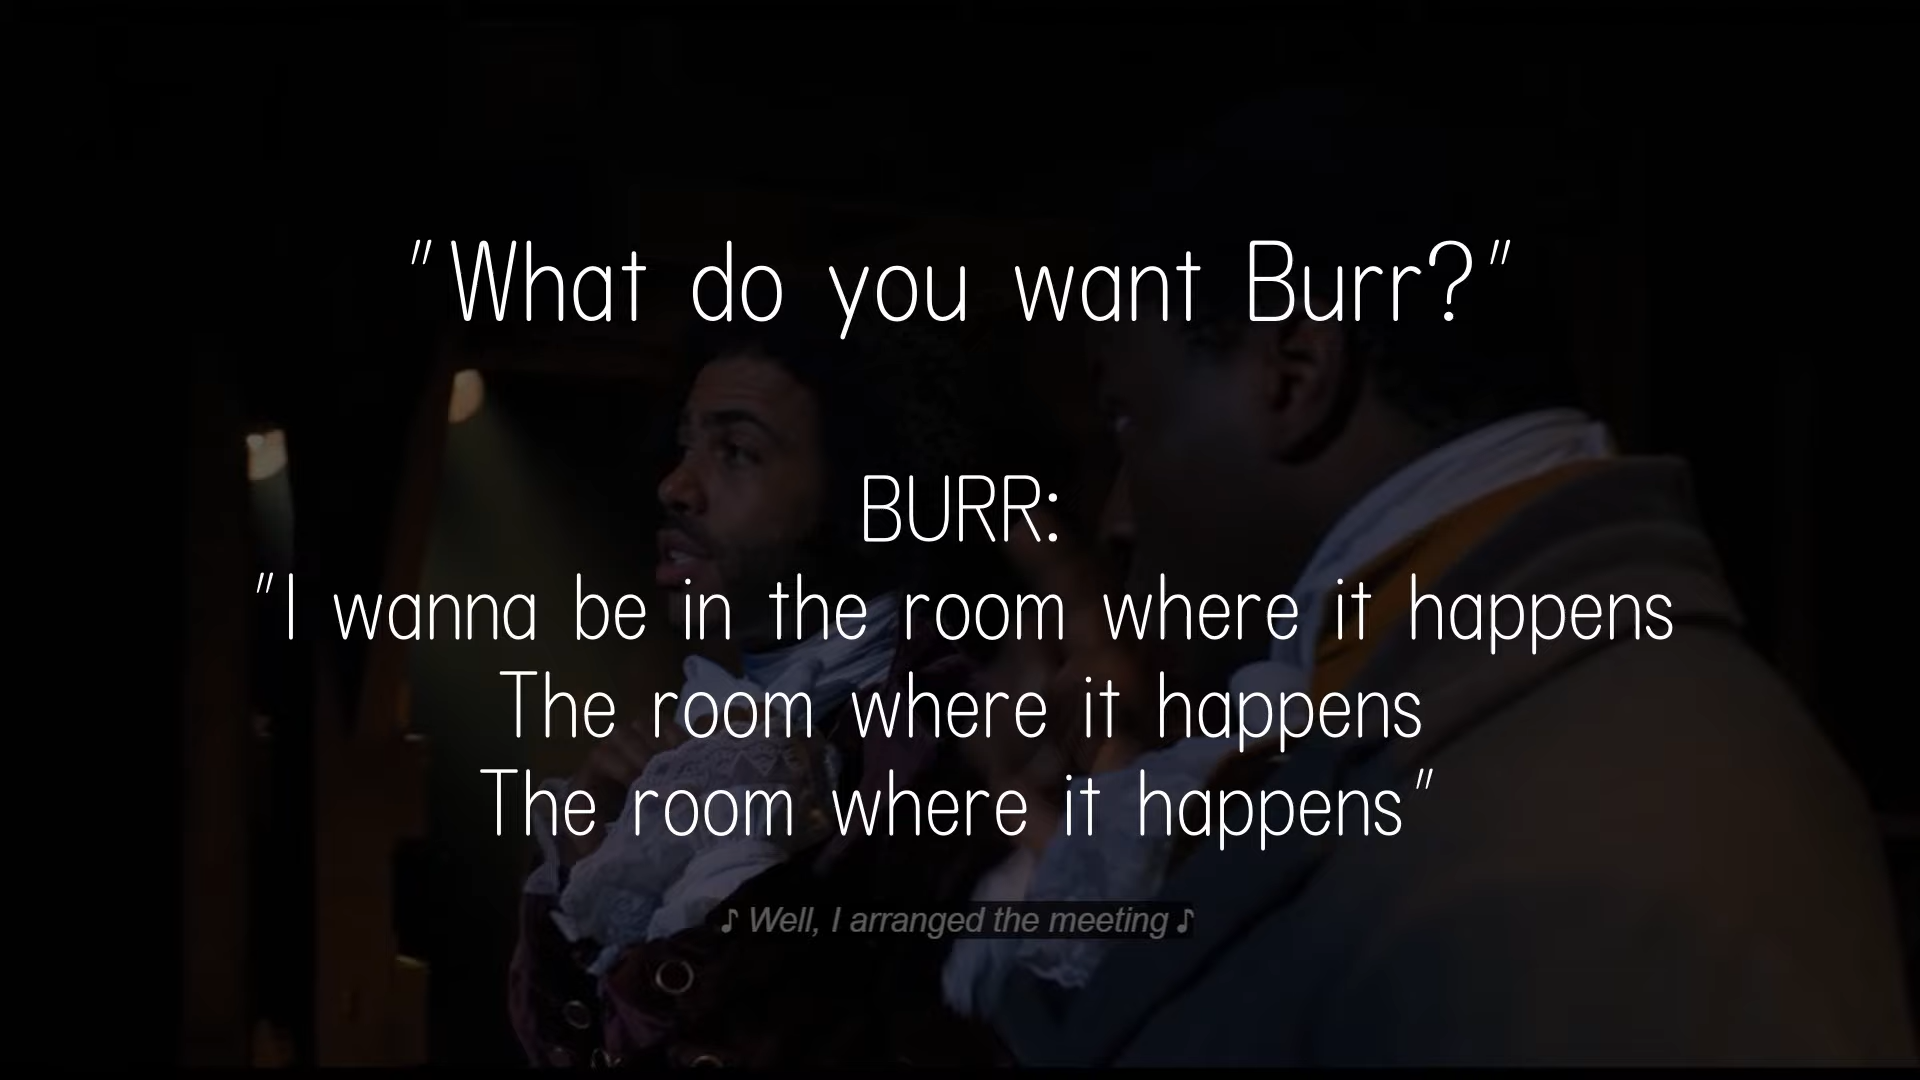 "What do you want Burr?"
BURR:
"I wanna be in the room where it happens
The room where it happens
The room where it happens"
♪ Well, I arranged the meeting ♪